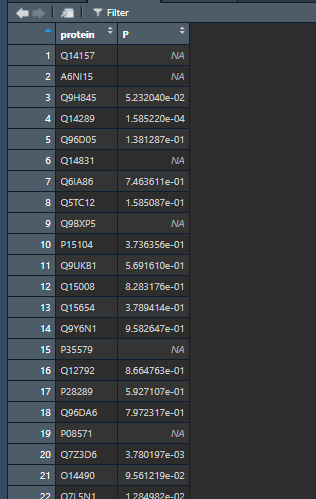 Filter
protein P
1 Q14157 NA
2 A6NI15 NA
3 Q9H845 5.232040e-02
4 Q14289 1.585220e-04
5 Q96D05 1.381287e-01
6 Q14831 NA
7 Q6IA86 7.463611e-01
8 Q5TC12 1.585087e-01
9 Q9BXP5 NA
10 P15104 3.736356e-01
11 Q9UKB1 5.691610e-01
12 Q15008 8.283176e-01
13 Q15654 3.789414e-01
14 Q9Y6N1 9.582647e-01
15 P35579 NA
16 Q12792 8.664763e-01
17 P28289 5.927107e-01
18 Q96DA6 7.972317e-01
19 P08571 NA
20 Q7Z3D6 3.780197e-03
21 O14490 9.561219e-02
22 Q7L5N1 1.284982e-02